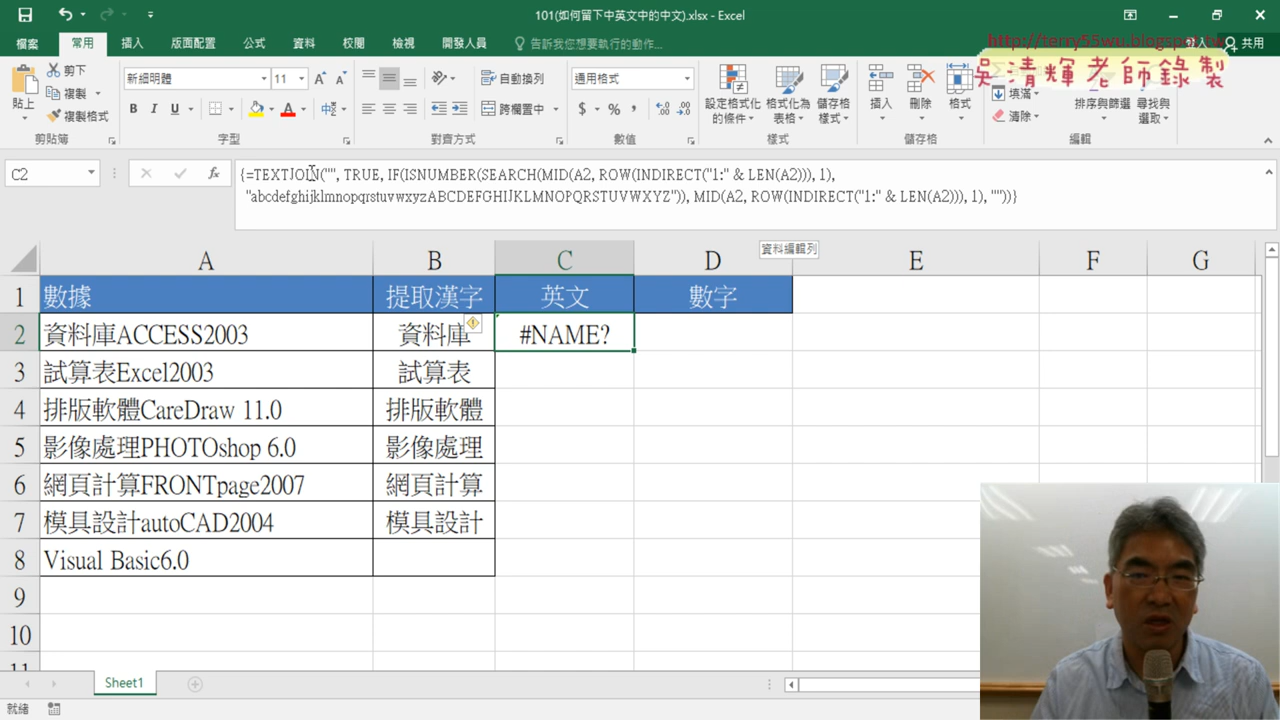 101(如何留下中英文中的中文).xlsx - Excel
檔案 常用 插入 版面配置 公式 資料 校閱 檢視 開發人員 告訴我您想要執行的動作... 登入 共用
http://terry55wu.blogspot.tw
吳清輝老師錄製
貼上 剪下 複製 複製格式
新細明體 11
B I U A
自動換列
跨欄置中
通用格式
$ % ,
設定格式化的條件 格式化為表格 儲存格樣式
插入 刪除 格式
填滿
清除
排序與篩選 尋找與選取
剪貼簿 字型 對齊方式 數值 樣式 儲存格 編輯
C2 fx {=TEXTJOIN("", TRUE, IF(ISNUMBER(SEARCH(MID(A2, ROW(INDIRECT("1:" & LEN(A2))), 1),
"abcdefghijklmnopqrstuvwxyzABCDEFGHIJKLMNOPQRSTUVWXYZ")), MID(A2, ROW(INDIRECT("1:" & LEN(A2))), 1), ""))}
資料編輯列
A B C D E F G
1 數據 提取漢字 英文 數字
2 資料庫ACCESS2003 資料庫 #NAME?
3 試算表Excel2003 試算表
4 排版軟體CareDraw 11.0 排版軟體
5 影像處理PHOTOshop 6.0 影像處理
6 網頁計算FRONTpage2007 網頁計算
7 模具設計autoCAD2004 模具設計
8 Visual Basic6.0
9
10
11
Sheet1
就緒